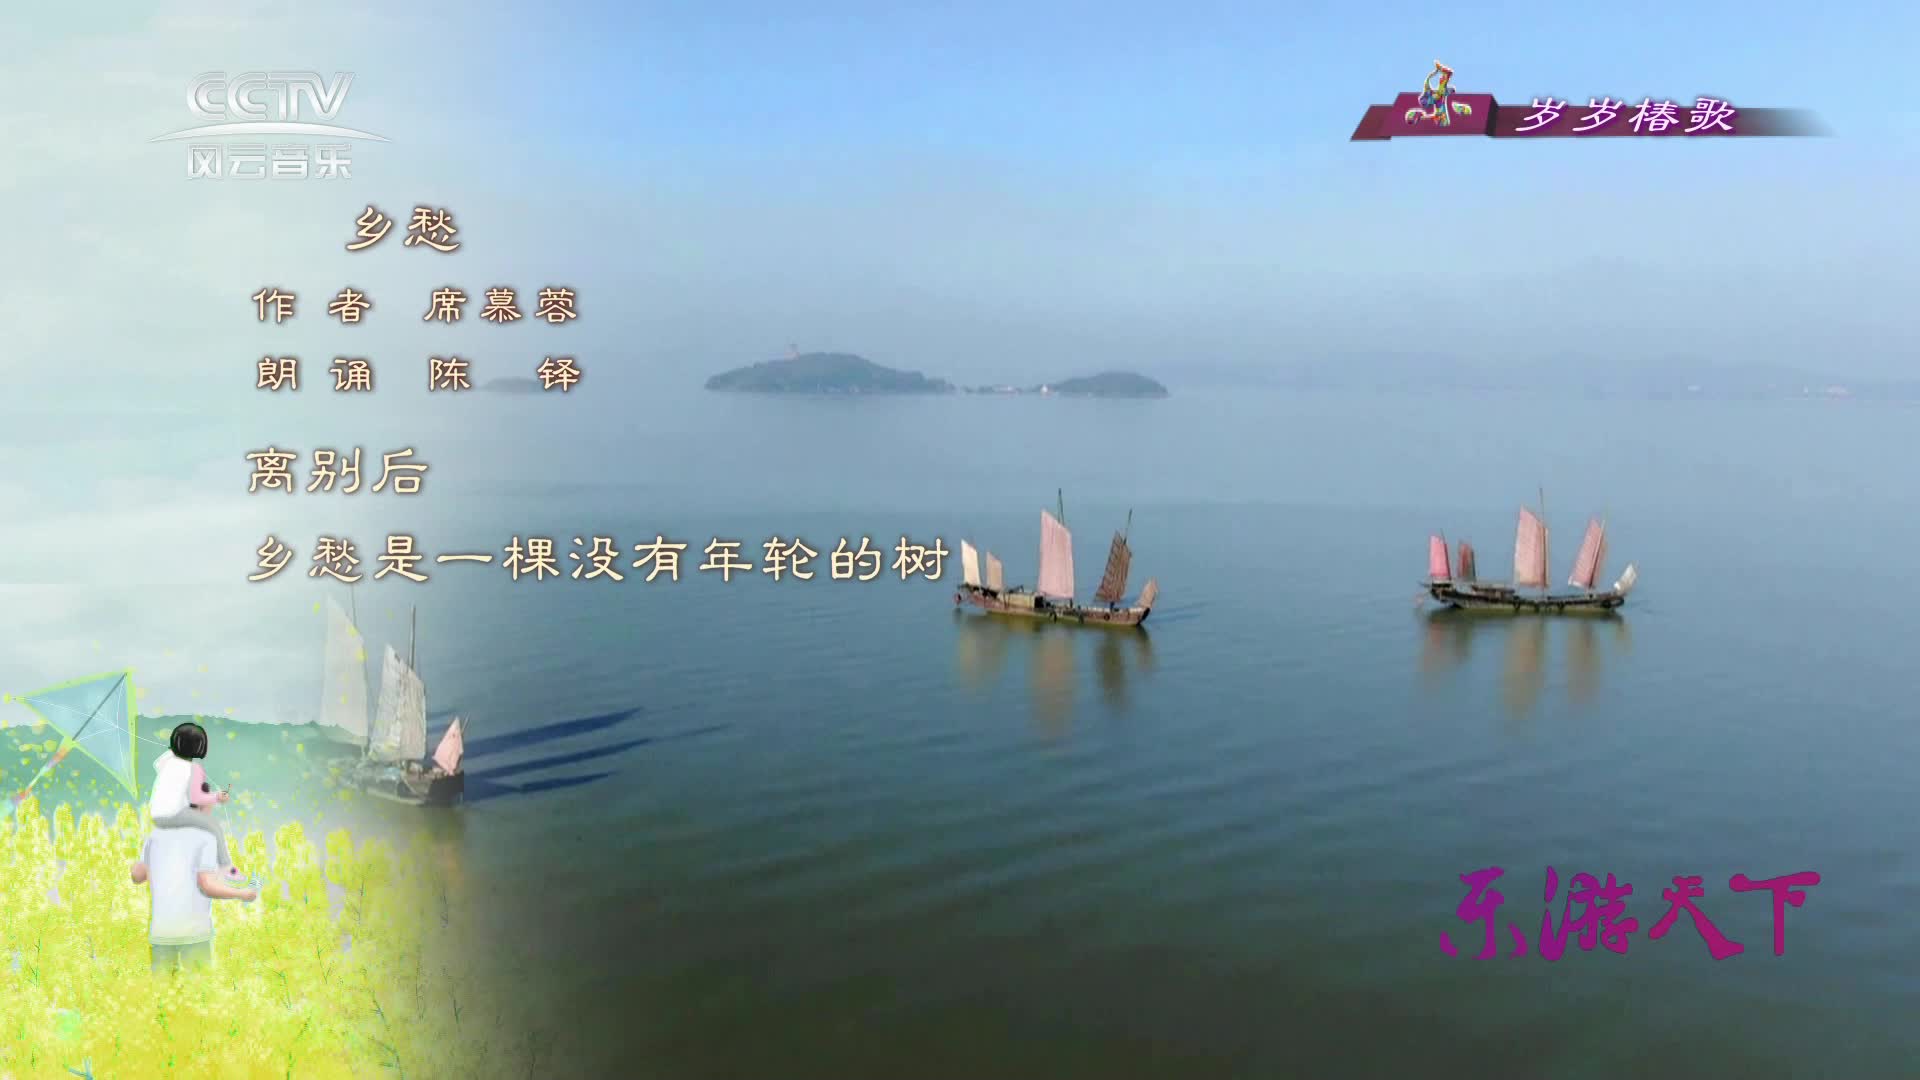 CCTV
风云音乐
岁岁椿歌
乡愁
作者 席慕蓉
朗诵 陈 铎
离别后
乡愁是一棵没有年轮的树
乐游天下